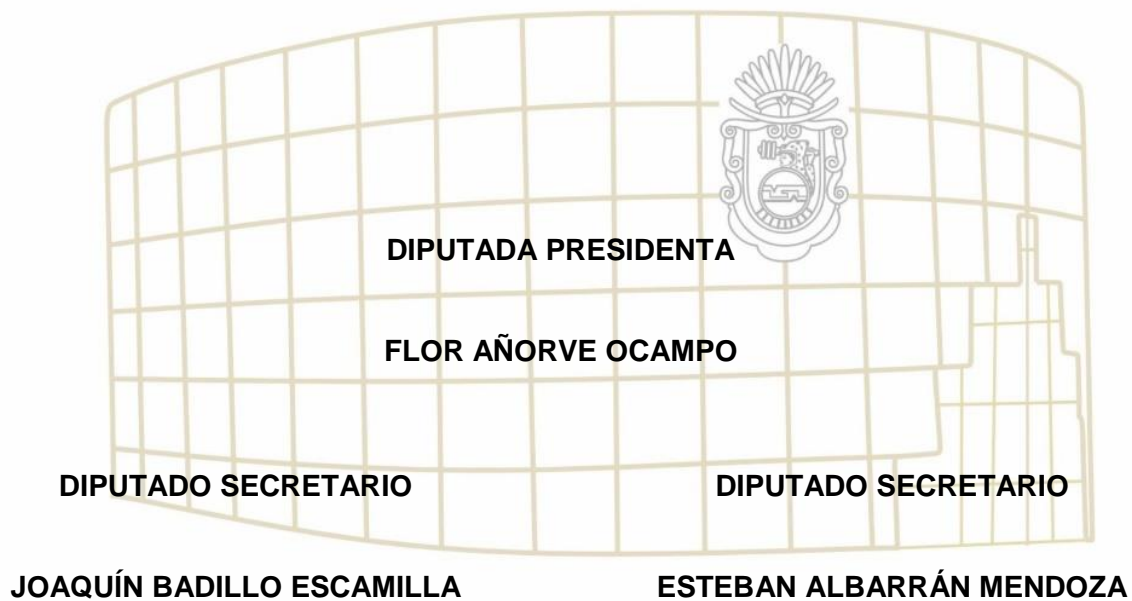 DIPUTADA PRESIDENTA
FLOR AÑORVE OCAMPO
DIPUTADO SECRETARIO
DIPUTADO SECRETARIO
JOAQUÍN BADILLO ESCAMILLA
ESTEBAN ALBARRÁN MENDOZA